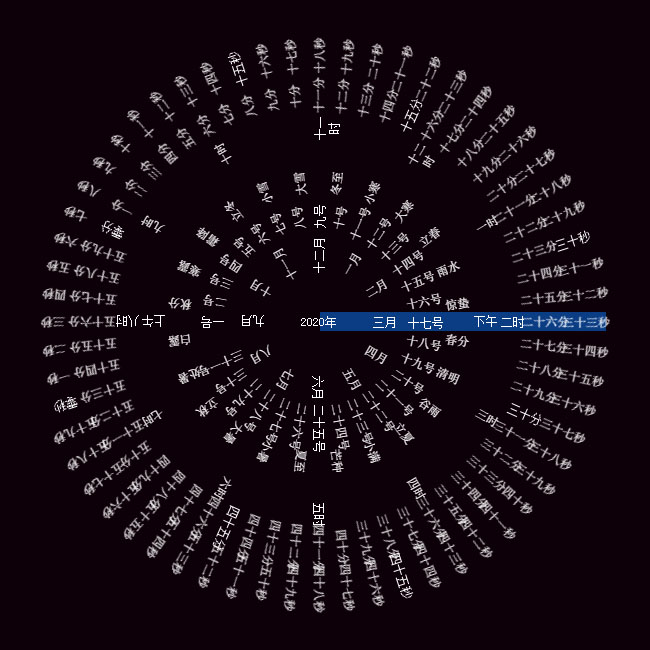 2020年 三月 十七号 下午 二时 二十六分 三十三秒
四月 五月 六月 七月 八月 九月 十月 十一月 十二月 一月 二月
十八号 十九号 二十号 二十一号 二十二号 二十三号 二十四号 二十五号 二十六号 二十七号 二十八号 二十九号 三十号 三十一号 一号 二号 三号 四号 五号 六号 七号 八号 九号 十号 十一号 十二号 十三号 十四号 十五号 十六号
春分 清明 谷雨 立夏 小满 芒种 夏至 小暑 大暑 立秋 处暑 白露 秋分 寒露 霜降 立冬 小雪 大雪 冬至 小寒 大寒 立春 雨水 惊蛰
三时 四时 五时 六时 七时 上午 八时 九时 十时 十一时 十二时 一时
二十七分 二十八分 二十九分 三十分 三十一分 三十二分 三十三分 三十四分 三十五分 三十六分 三十七分 三十八分 三十九分 四十分 四十一分 四十二分 四十三分 四十四分 四十五分 四十六分 四十七分 四十八分 四十九分 五十分 五十一分 五十二分 五十三分 五十四分 五十五分 五十六分 五十七分 五十八分 五十九分 零分 一分 二分 三分 四分 五分 六分 七分 八分 九分 十分 十一分 十二分 十三分 十四分 十五分 十六分 十七分 十八分 十九分 二十分 二十一分 二十二分 二十三分 二十四分 二十五分
三十四秒 三十五秒 三十六秒 三十七秒 三十八秒 三十九秒 四十秒 四十一秒 四十二秒 四十三秒 四十四秒 四十五秒 四十六秒 四十七秒 四十八秒 四十九秒 五十秒 五十一秒 五十二秒 五十三秒 五十四秒 五十五秒 五十六秒 五十七秒 五十八秒 五十九秒 零秒 一秒 二秒 三秒 四秒 五秒 六秒 七秒 八秒 九秒 十秒 十一秒 十二秒 十三秒 十四秒 十五秒 十六秒 十七秒 十八秒 十九秒 二十秒 二十一秒 二十二秒 二十三秒 二十四秒 二十五秒 二十六秒 二十七秒 二十八秒 二十九秒 三十秒 三十一秒 三十二秒